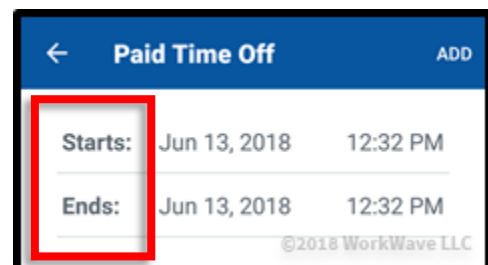 ← Paid Time Off ADD
Starts: Jun 13, 2018 12:32 PM
Ends: Jun 13, 2018 12:32 PM
©2018 WorkWave LLC